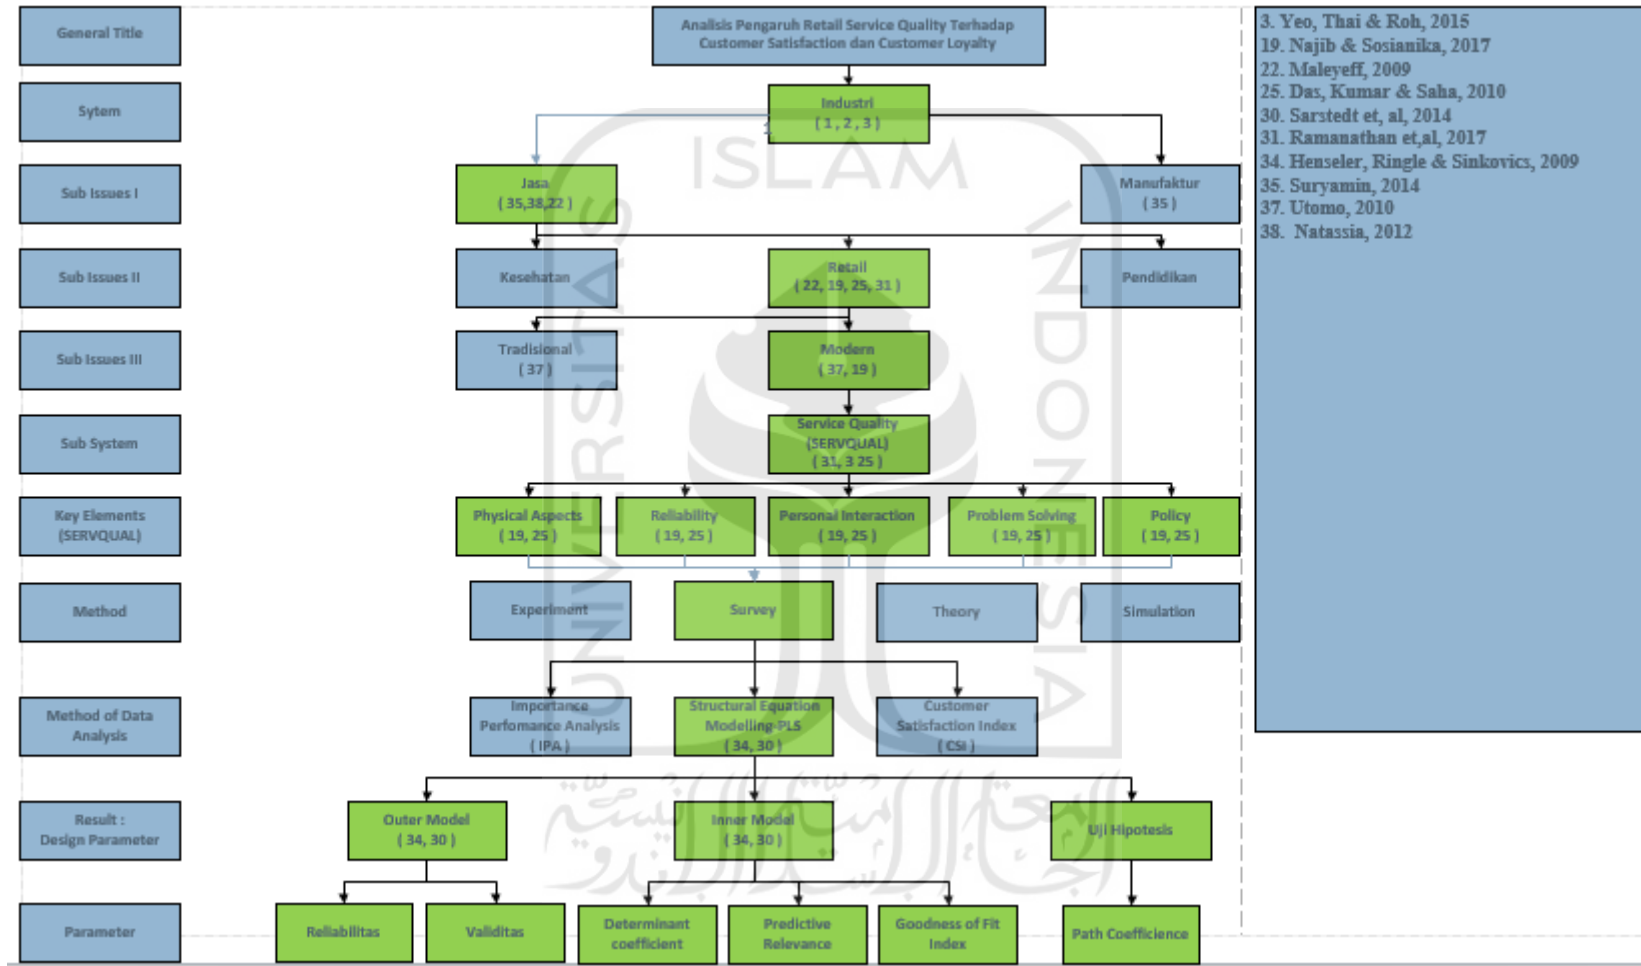 General Title
Analisis Pengaruh Retail Service Quality Terhadap
Customer Satisfaction dan Customer Loyalty
Sytem
Industri
( 1 , 2 , 3 )
Sub Issues I
Jasa
( 35,38,22 )
Manufaktur
( 35 )
Sub Issues II
Kesehatan
Retail
( 22, 19, 25, 31 )
Pendidikan
Sub Issues III
Tradisional
( 37 )
Modern
( 37, 19 )
Sub System
Service Quality
(SERVQUAL)
( 31, 3 25 )
Key Elements
(SERVQUAL)
Physical Aspects
( 19, 25 )
Reliability
( 19, 25 )
Personal Interaction
( 19, 25 )
Problem Solving
( 19, 25 )
Policy
( 19, 25 )
Method
Experiment
Survey
Theory
Simulation
Method of Data
Analysis
Importance
Perfomance Analysis
( IPA )
Structural Equation
Modelling-PLS
( 34, 30 )
Customer
Satisfaction Index
( CSI )
Result :
Design Parameter
Outer Model
( 34, 30 )
Inner Model
( 34, 30 )
Uji Hipotesis
Parameter
Reliabilitas
Validitas
Determinant
coefficient
Predictive
Relevance
Goodness of Fit
Index
Path Coefficience
3. Yeo, Thai & Roh, 2015
19. Najib & Sosianika, 2017
22. Maleyeff, 2009
25. Das, Kumar & Saha, 2010
30. Sarstedt et, al, 2014
31. Ramanathan et,al, 2017
34. Henseler, Ringle & Sinkovics, 2009
35. Suryamin, 2014
37. Utomo, 2010
38. Natassia, 2012
ISLAM
UNIVERSITAS
INDONESIA